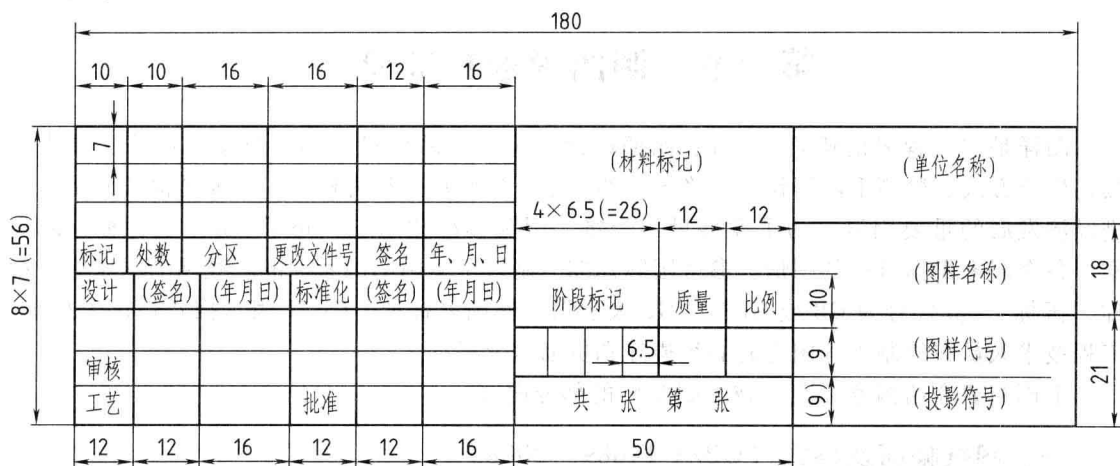 180
10 10 16 16 12 16
7
(材料标记)
(单位名称)
4×6.5(=26) 12 12
8×7(=56)
标记 处数 分区 更改文件号 签名 年、月、日
(图样名称)
18
设计 (签名) (年月日) 标准化 (签名) (年月日)
阶段标记 质量 比例
10
6.5
9
(图样代号)
审核
21
工艺 批准
共 张 第 张
(9)
(投影符号)
12 12 16 12 12 16 50